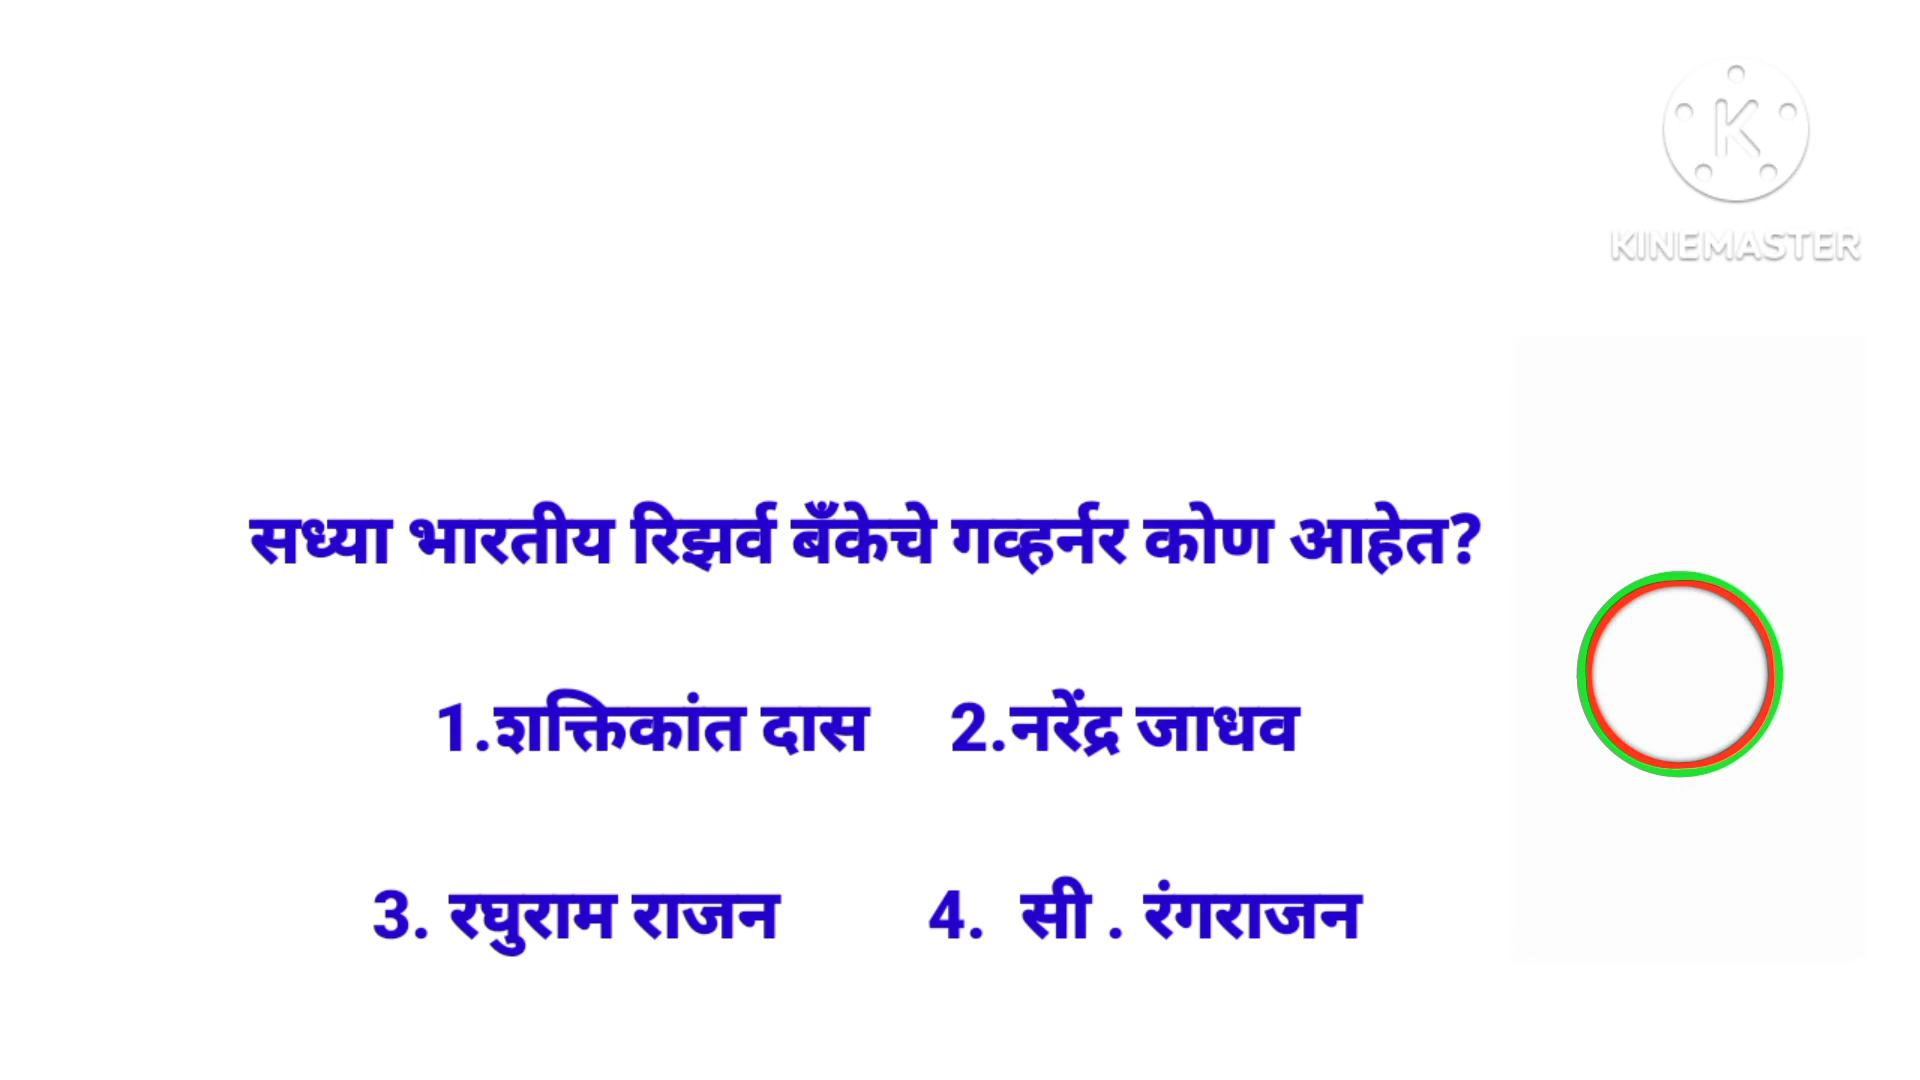 K
KINEMASTER
सध्या भारतीय रिझर्व बँकेचे गव्हर्नर कोण आहेत?
1.शक्तिकांत दास 2.नरेंद्र जाधव
3. रघुराम राजन 4. सी . रंगराजन